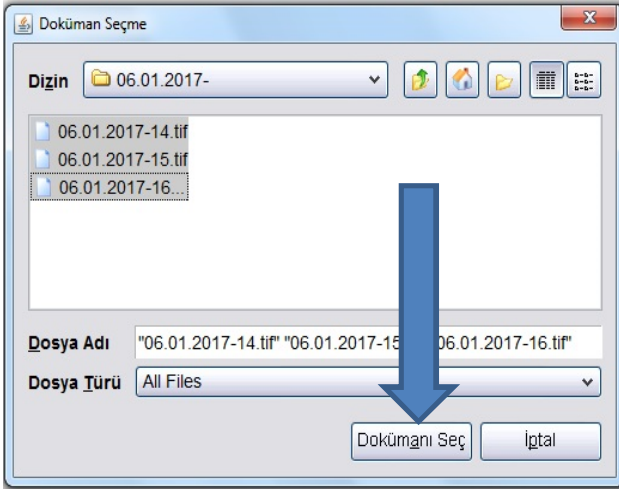 Doküman Seçme
Dizin 06.01.2017-
06.01.2017-14.tif
06.01.2017-15.tif
06.01.2017-16...
Dosya Adı "06.01.2017-14.tif" "06.01.2017-15 06.01.2017-16.tif"
Dosya Türü All Files
Dokümanı Seç İptal